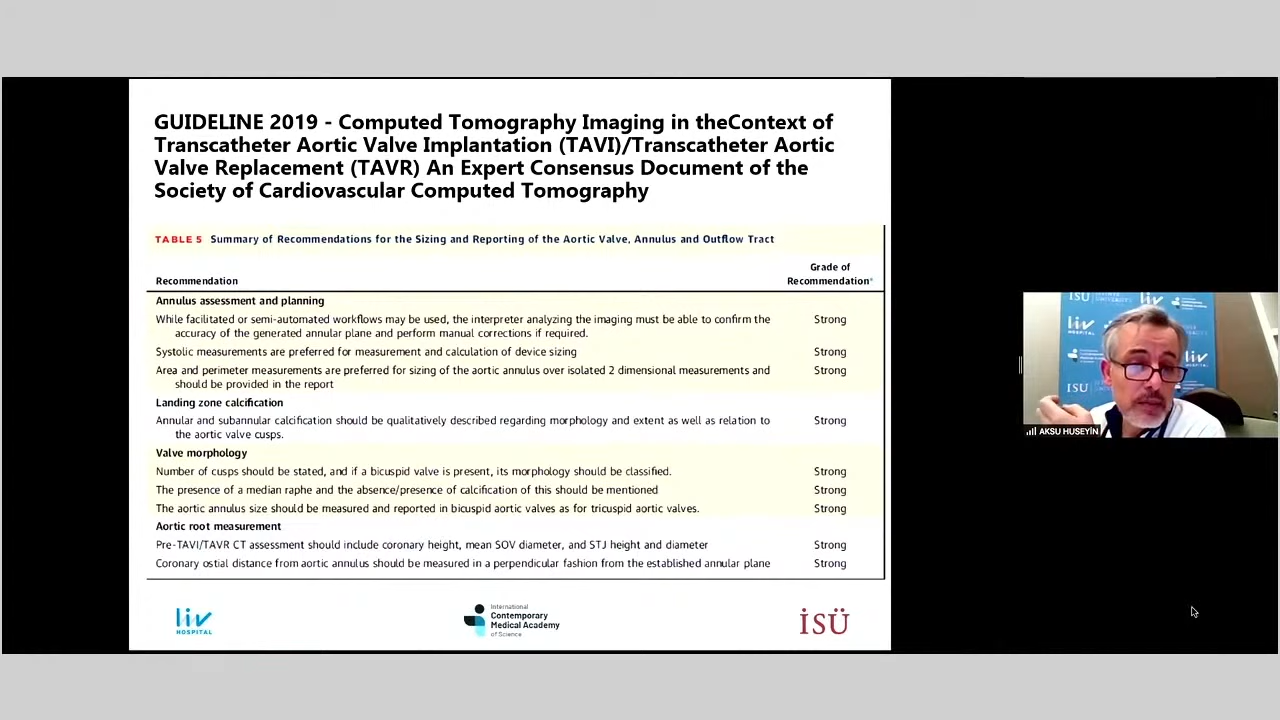 GUIDELINE 2019 - Computed Tomography Imaging in theContext of
Transcatheter Aortic Valve Implantation (TAVI)/Transcatheter Aortic
Valve Replacement (TAVR) An Expert Consensus Document of the
Society of Cardiovascular Computed Tomography
TABLE 5 Summary of Recommendations for the Sizing and Reporting of the Aortic Valve, Annulus and Outflow Tract
Recommendation
Grade of
Recommendation*
Annulus assessment and planning
While facilitated or semi-automated workflows may be used, the interpreter analyzing the imaging must be able to confirm the Strong
accuracy of the generated annular plane and perform manual corrections if required.
Systolic measurements are preferred for measurement and calculation of device sizing Strong
Area and perimeter measurements are preferred for sizing of the aortic annulus over isolated 2 dimensional measurements and Strong
should be provided in the report
Landing zone calcification
Annular and subannular calcification should be qualitatively described regarding morphology and extent as well as relation to Strong
the aortic valve cusps.
Valve morphology
Number of cusps should be stated, and if a bicuspid valve is present, its morphology should be classified. Strong
The presence of a median raphe and the absence/presence of calcification of this should be mentioned Strong
The aortic annulus size should be measured and reported in bicuspid aortic valves as for tricuspid aortic valves. Strong
Aortic root measurement
Pre-TAVI/TAVR CT assessment should include coronary height, mean SOV diameter, and STJ height and diameter Strong
Coronary ostial distance from aortic annulus should be measured in a perpendicular fashion from the established annular plane Strong
liv
HOSPITAL
International
Contemporary
Medical Academy
of Science
İSÜ
İSÜ
liv
liv
liv
İSÜ
AKSU HUSEYİN